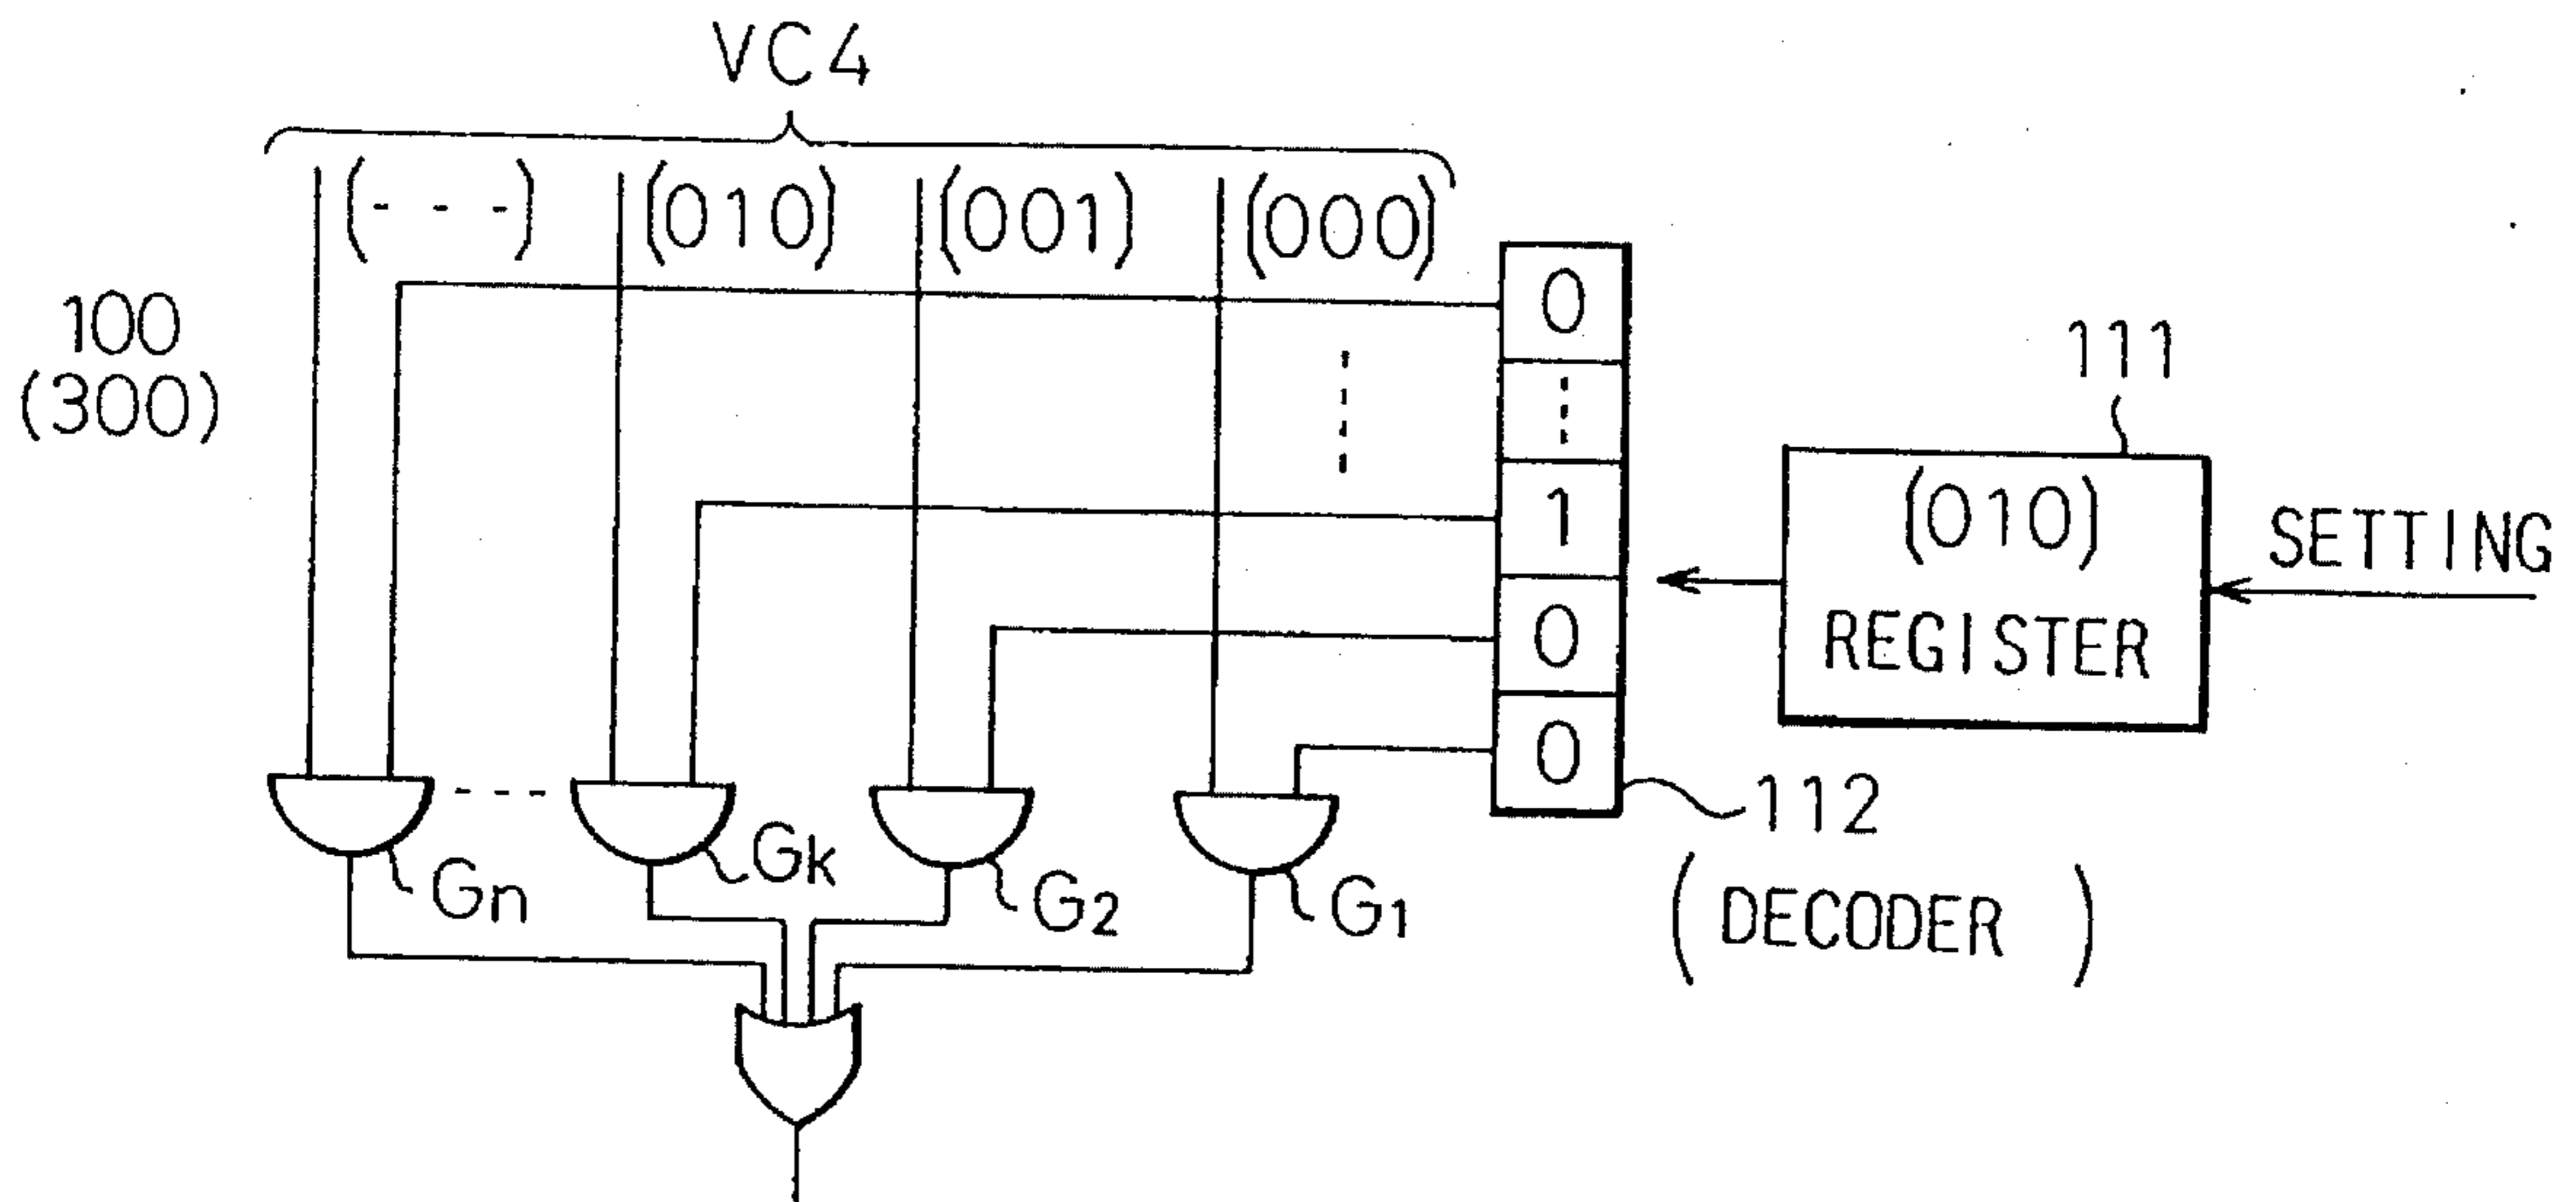 VC4
(---) (010) (001) (000)
100
(300)
0
1
0
0
111
(010)
REGISTER
SETTING
112
(DECODER)
Gn
Gk
G2
G1